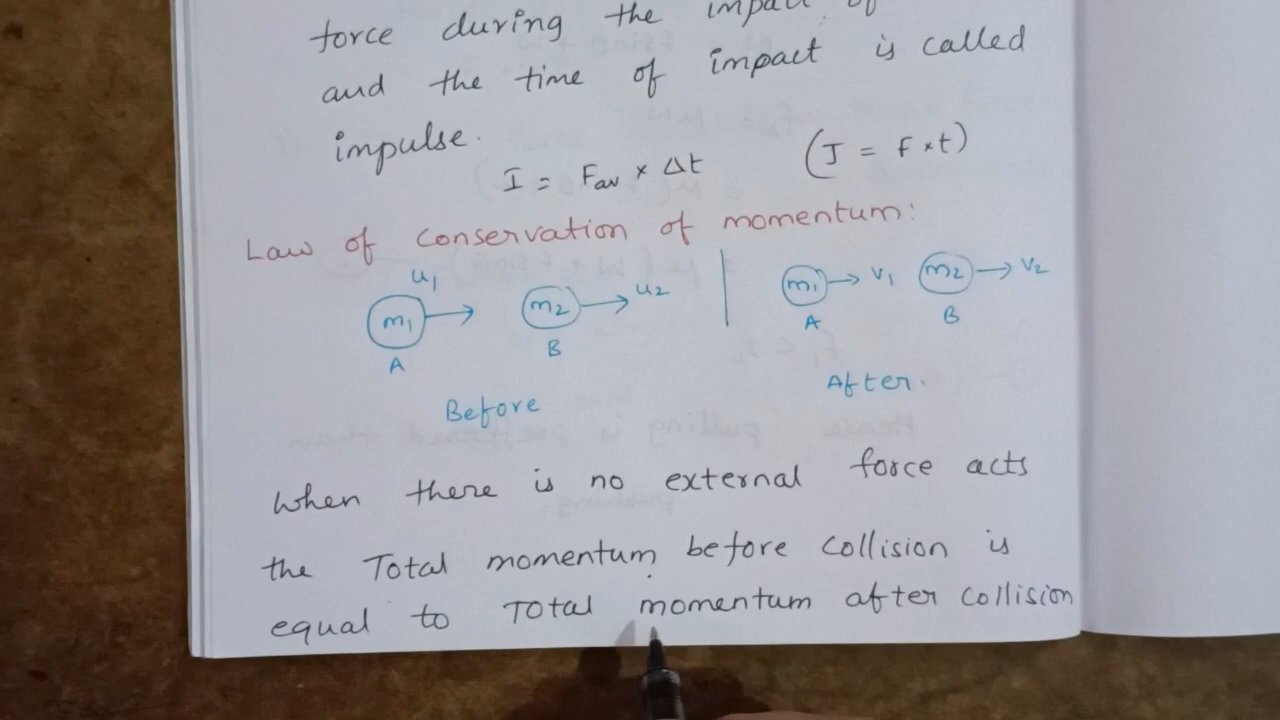 force during the impact of
and the time of impact is called
impulse.
I = Fav × Δt (J = F × t)
Law of conservation of momentum:
u1 u2 v1 v2
m1 m2 m1 m2
A B A B
Before After.
When there is no external force acts
the Total momentum before collision is
equal to Total momentum after collision